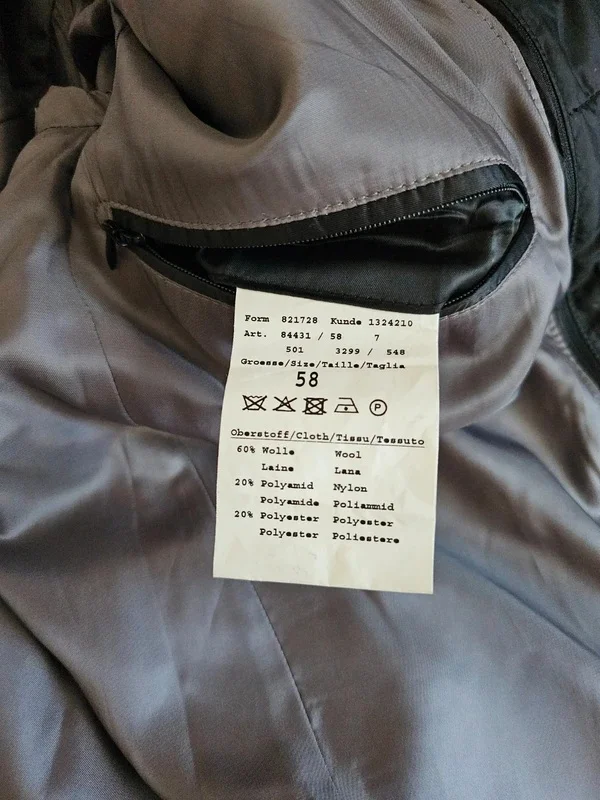 Form 821728 Kunde 1324210
Art. 84431 / 58 7
501 3299 / 548
Groesse/Size/Taille/Taglia
58
P
Oberstoff/Cloth/Tissu/Tessuto
60% Wolle Wool
Laine Lana
20% Polyamid Nylon
Polyamide Poliammid
20% Polyester Polyester
Polyester Poliestere